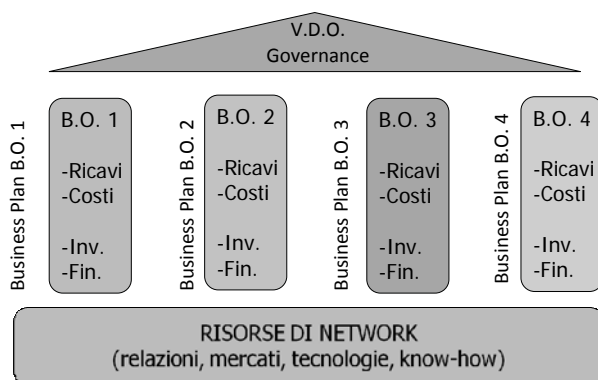 V.D.O.
Governance
Business Plan B.O. 1
B.O. 1
-Ricavi
-Costi
-Inv.
-Fin.
Business Plan B.O. 2
B.O. 2
-Ricavi
-Costi
-Inv.
-Fin.
Business Plan B.O. 3
B.O. 3
-Ricavi
-Costi
-Inv.
-Fin.
Business Plan B.O. 4
B.O. 4
-Ricavi
-Costi
-Inv.
-Fin.
RISORSE DI NETWORK
(relazioni, mercati, tecnologie, know-how)